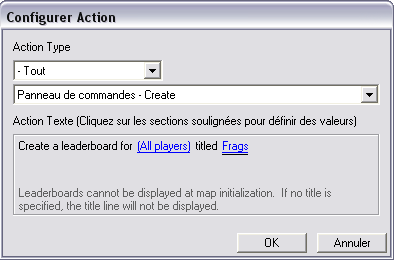 Configurer Action
Action Type
- Tout
Panneau de commandes - Create
Action Texte (Cliquez sur les sections soulignées pour définir des valeurs)
Create a leaderboard for (All players) titled Frags
Leaderboards cannot be displayed at map initialization.  If no title is
specified, the title line will not be displayed.
OK Annuler